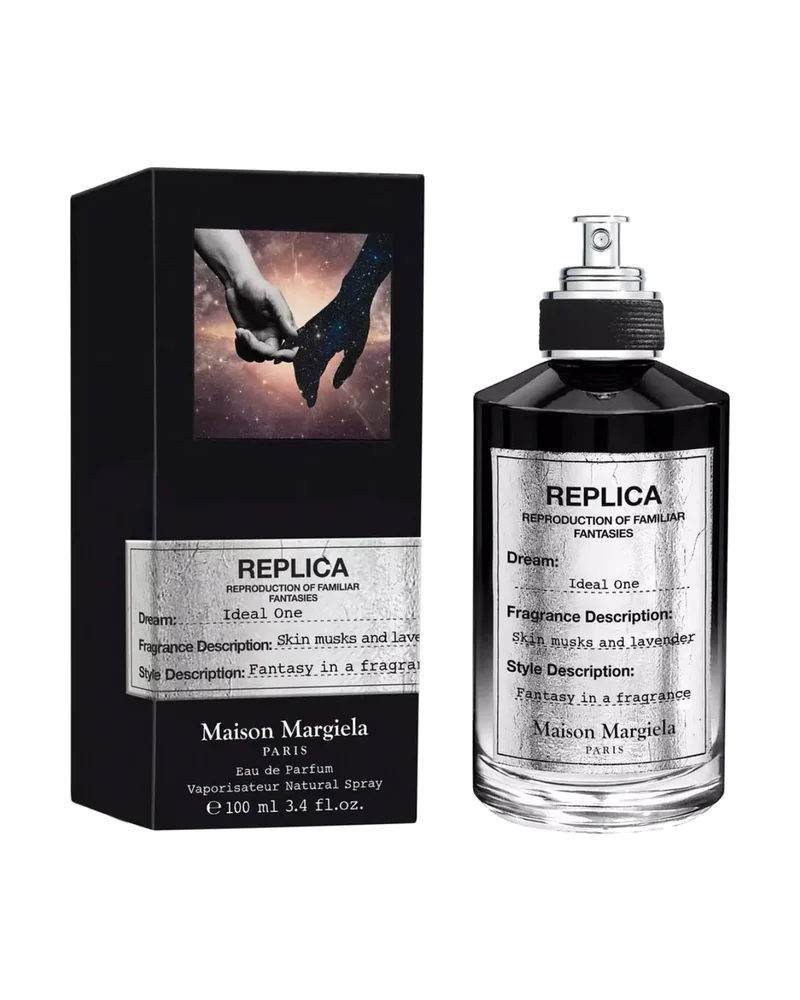 REPLICA
REPRODUCTION OF FAMILIAR
FANTASIES
Dream: Ideal One
Fragrance Description: Skin musks and lave
Style Description: Fantasy in a fragran
Maison Margiela
PARIS
Eau de Parfum
Vaporisateur Natural Spray
℮ 100 ml 3.4 fl.oz.
REPLICA
REPRODUCTION OF FAMILIAR
FANTASIES
Dream:
Ideal One
Fragrance Description:
Skin musks and lavender
Style Description:
Fantasy in a fragrance
Maison Margiela
PARIS